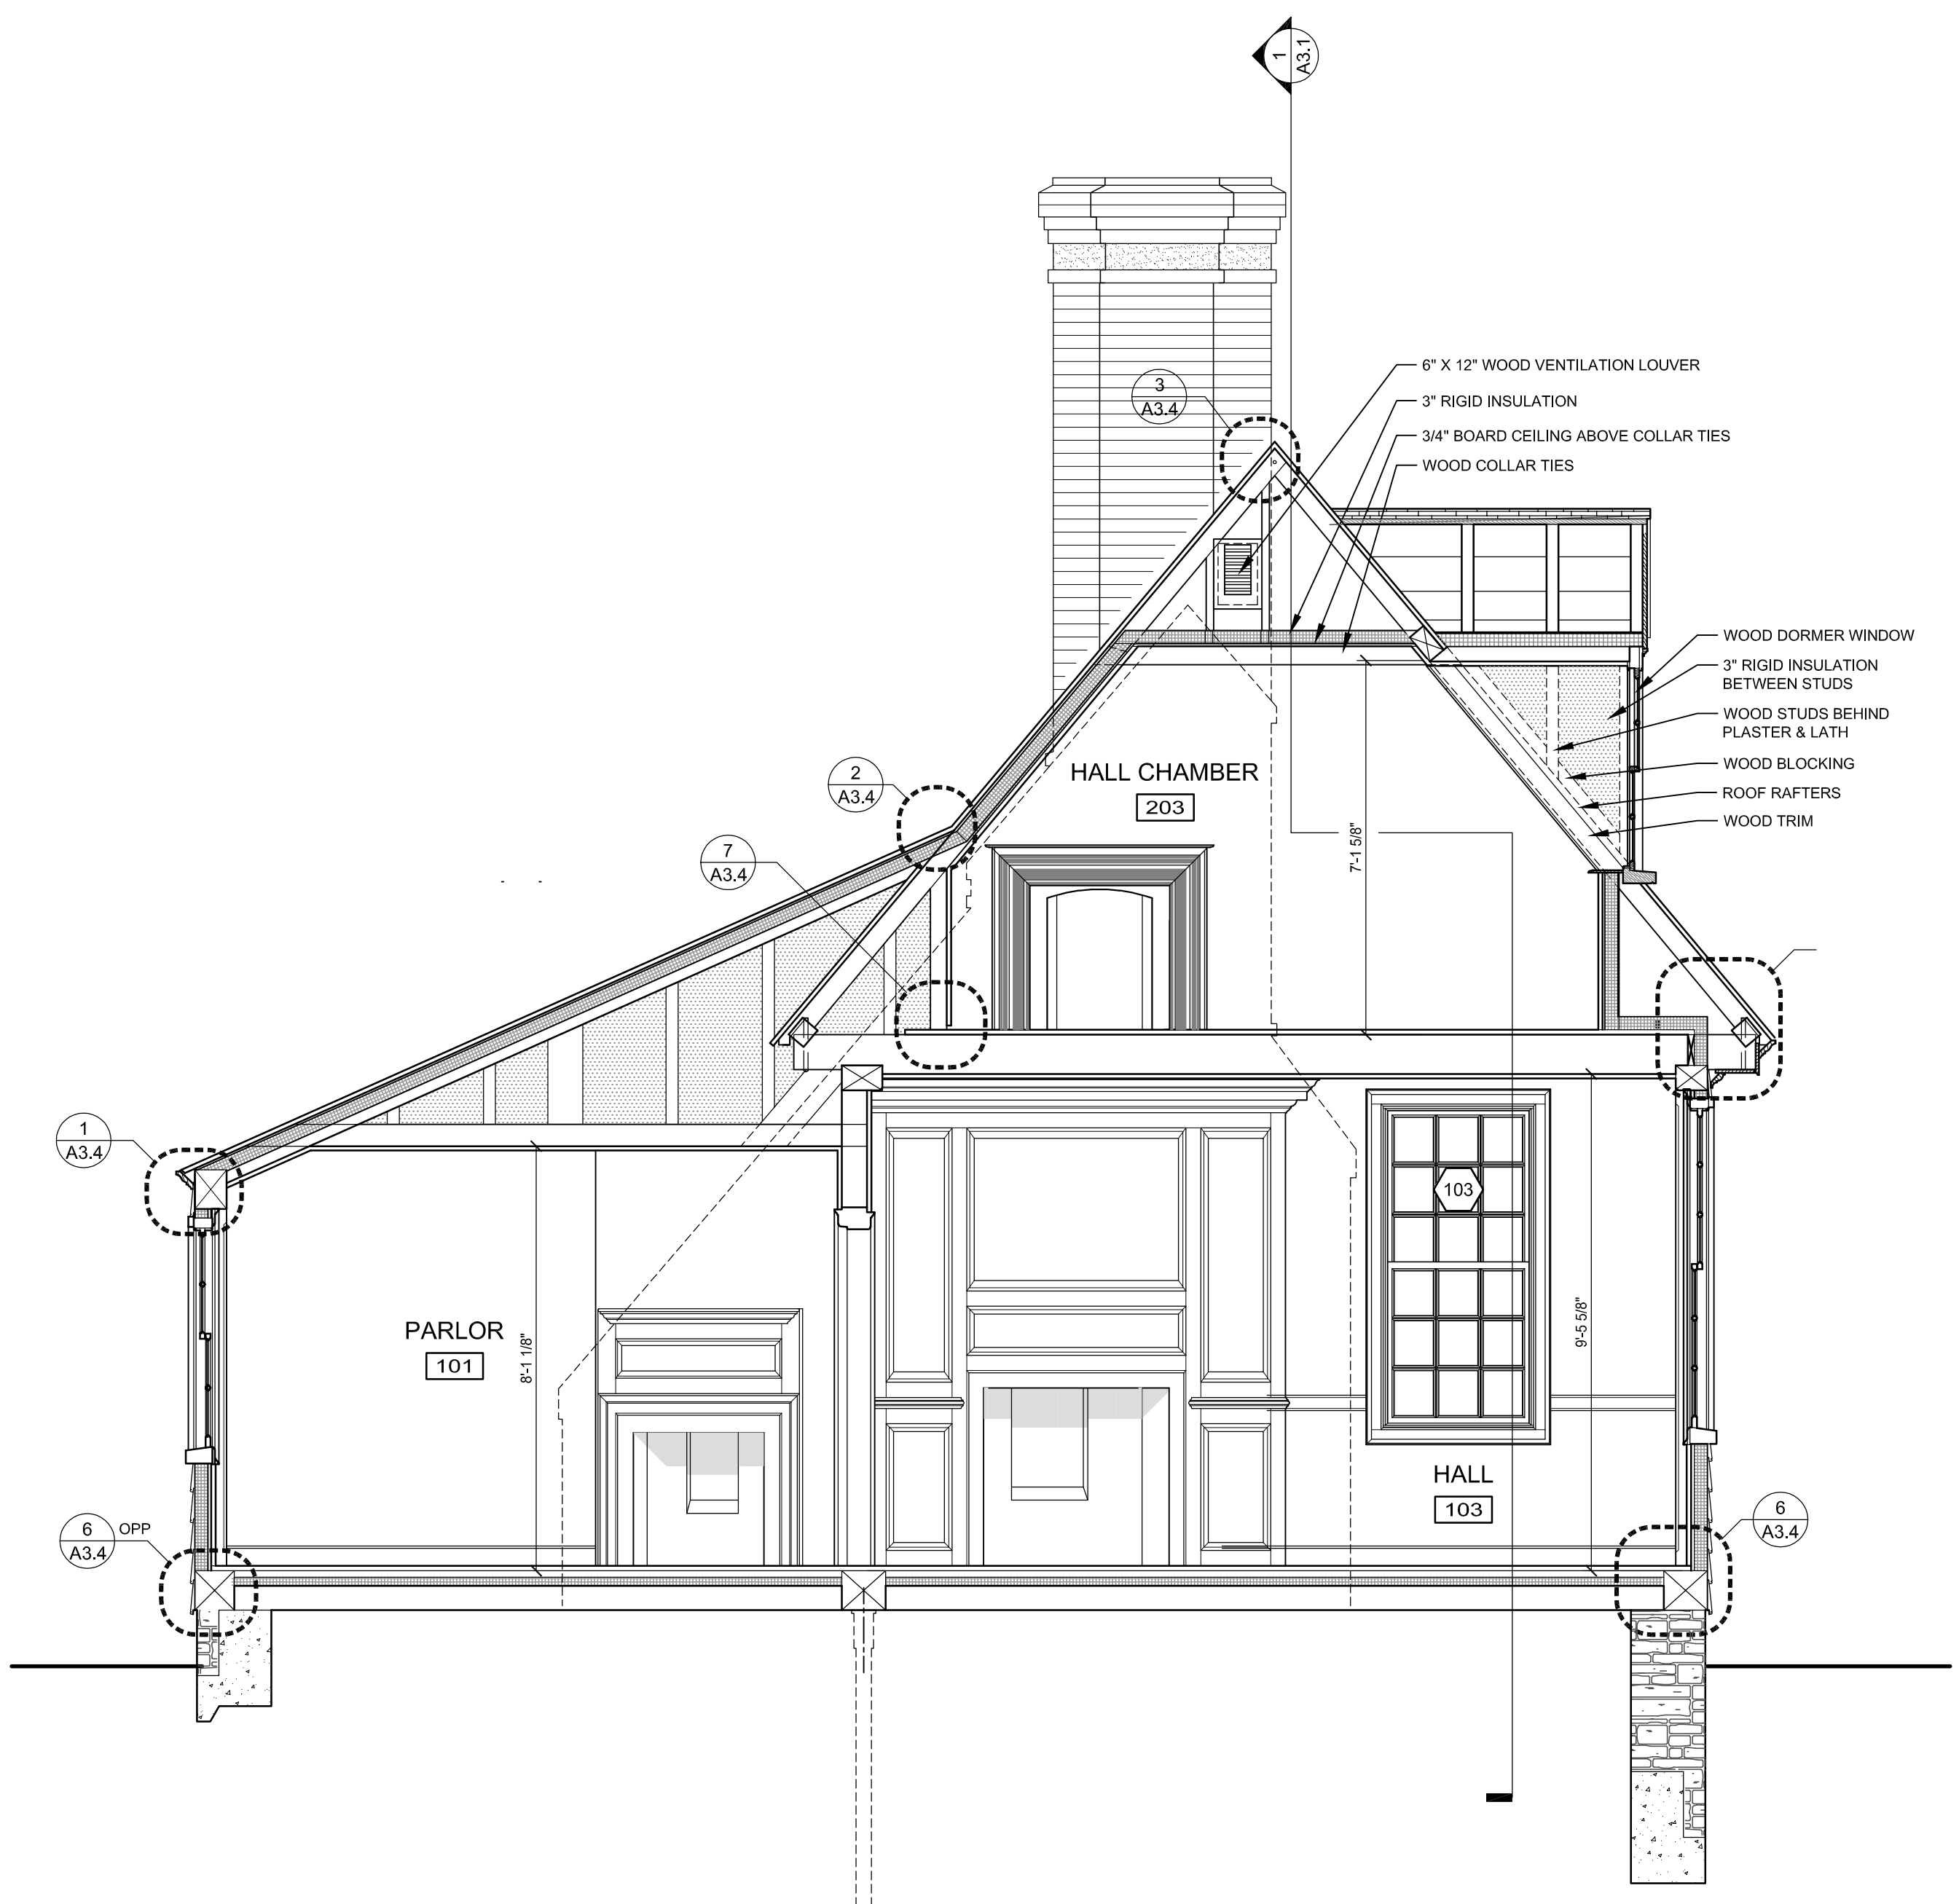 1
A3.1
6" X 12" WOOD VENTILATION LOUVER
3
A3.4
3" RIGID INSULATION
3/4" BOARD CEILING ABOVE COLLAR TIES
WOOD COLLAR TIES
WOOD DORMER WINDOW
3" RIGID INSULATION
BETWEEN STUDS
WOOD STUDS BEHIND
PLASTER & LATH
WOOD BLOCKING
ROOF RAFTERS
WOOD TRIM
2
A3.4
HALL CHAMBER
203
7'-1 5/8"
7
A3.4
1
A3.4
103
PARLOR
101
8'-1 1/8"
9'-5 5/8"
HALL
103
6
A3.4
OPP
6
A3.4